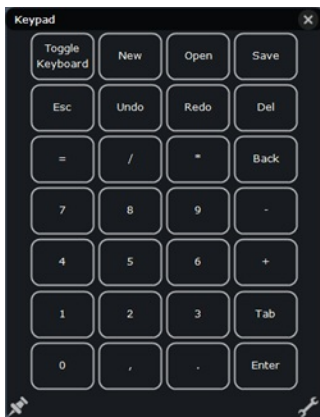 Keypad
Toggle
Keyboard
New
Open
Save
Esc
Undo
Redo
Del
=
/
*
Back
7
8
9
-
4
5
6
+
1
2
3
Tab
0
,
.
Enter